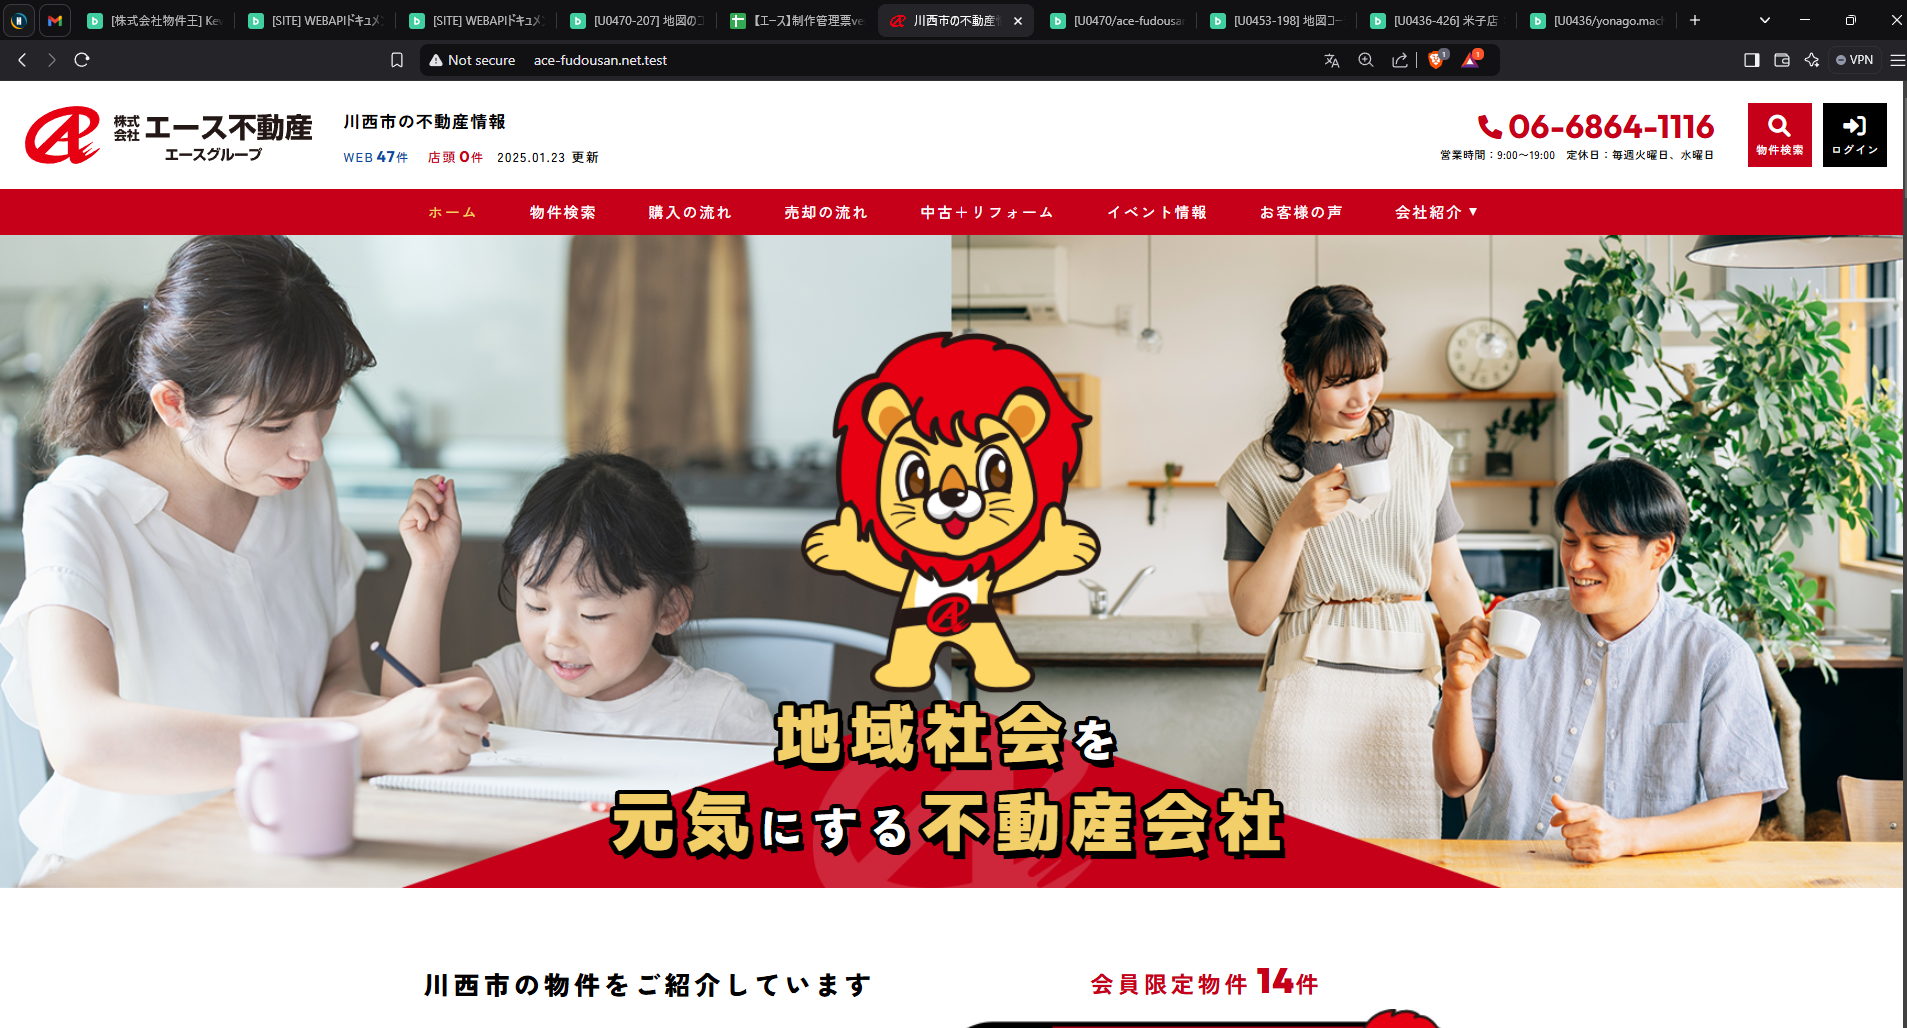 [株式会社物件王] Kev
[SITE] WEBAPIドキュメン
[SITE] WEBAPIドキュメン
[U0470-207] 地図のコ
【エース】制作管理票ve
川西市の不動産情
[U0470/ace-fudousan
[U0453-198] 地図コー
[U0436-426] 米子店
[U0436/yonago.mach
Not secure ace-fudousan.net.test
1
1
VPN
株式会社 エース不動産
エースグループ
川西市の不動産情報
WEB 47件 店頭 0件 2025.01.23 更新
06-6864-1116
営業時間：9:00〜19:00 定休日：毎週火曜日、水曜日
物件検索
ログイン
ホーム 物件検索 購入の流れ 売却の流れ 中古＋リフォーム イベント情報 お客様の声 会社紹介 ▼
地域社会を
元気にする不動産会社
川西市の物件をご紹介しています
会員限定物件 14件